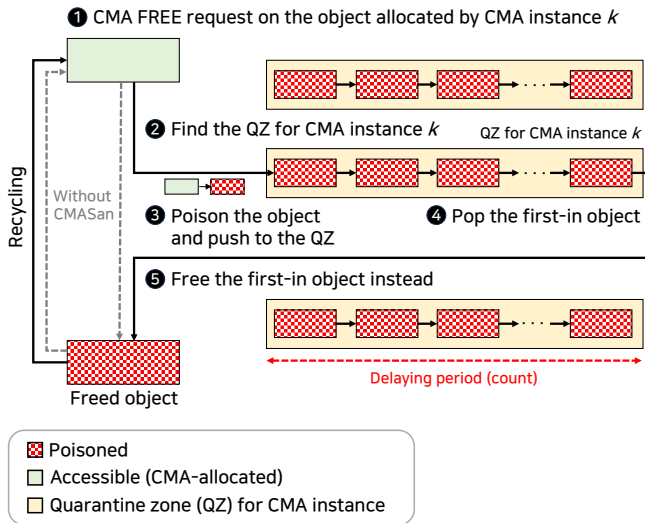 ❶ CMA FREE request on the object allocated by CMA instance k
❷ Find the QZ for CMA instance k
QZ for CMA instance k
Recycling
Without
CMASan
❸ Poison the object
and push to the QZ
❹ Pop the first-in object
❺ Free the first-in object instead
Delaying period (count)
Freed object
Poisoned
Accessible (CMA-allocated)
Quarantine zone (QZ) for CMA instance